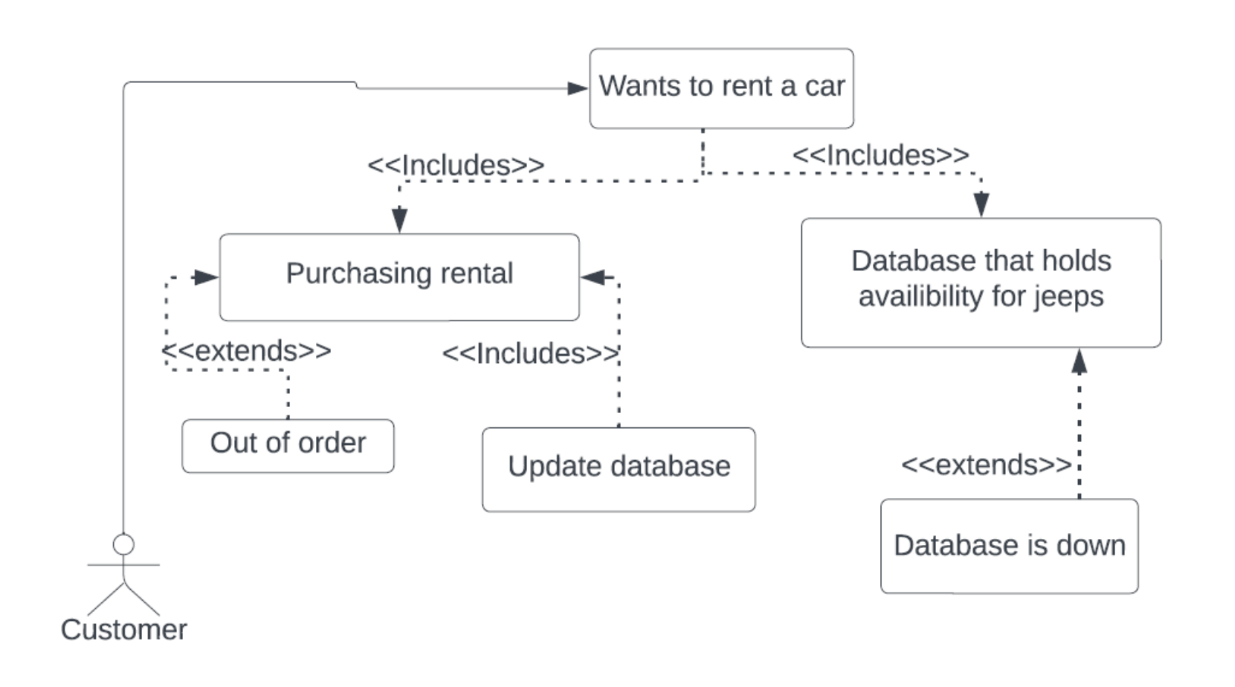 Wants to rent a car
<<Includes>>
<<Includes>>
Purchasing rental
Database that holds
availibility for jeeps
<<extends>>
<<Includes>>
Out of order
Update database
<<extends>>
Database is down
Customer